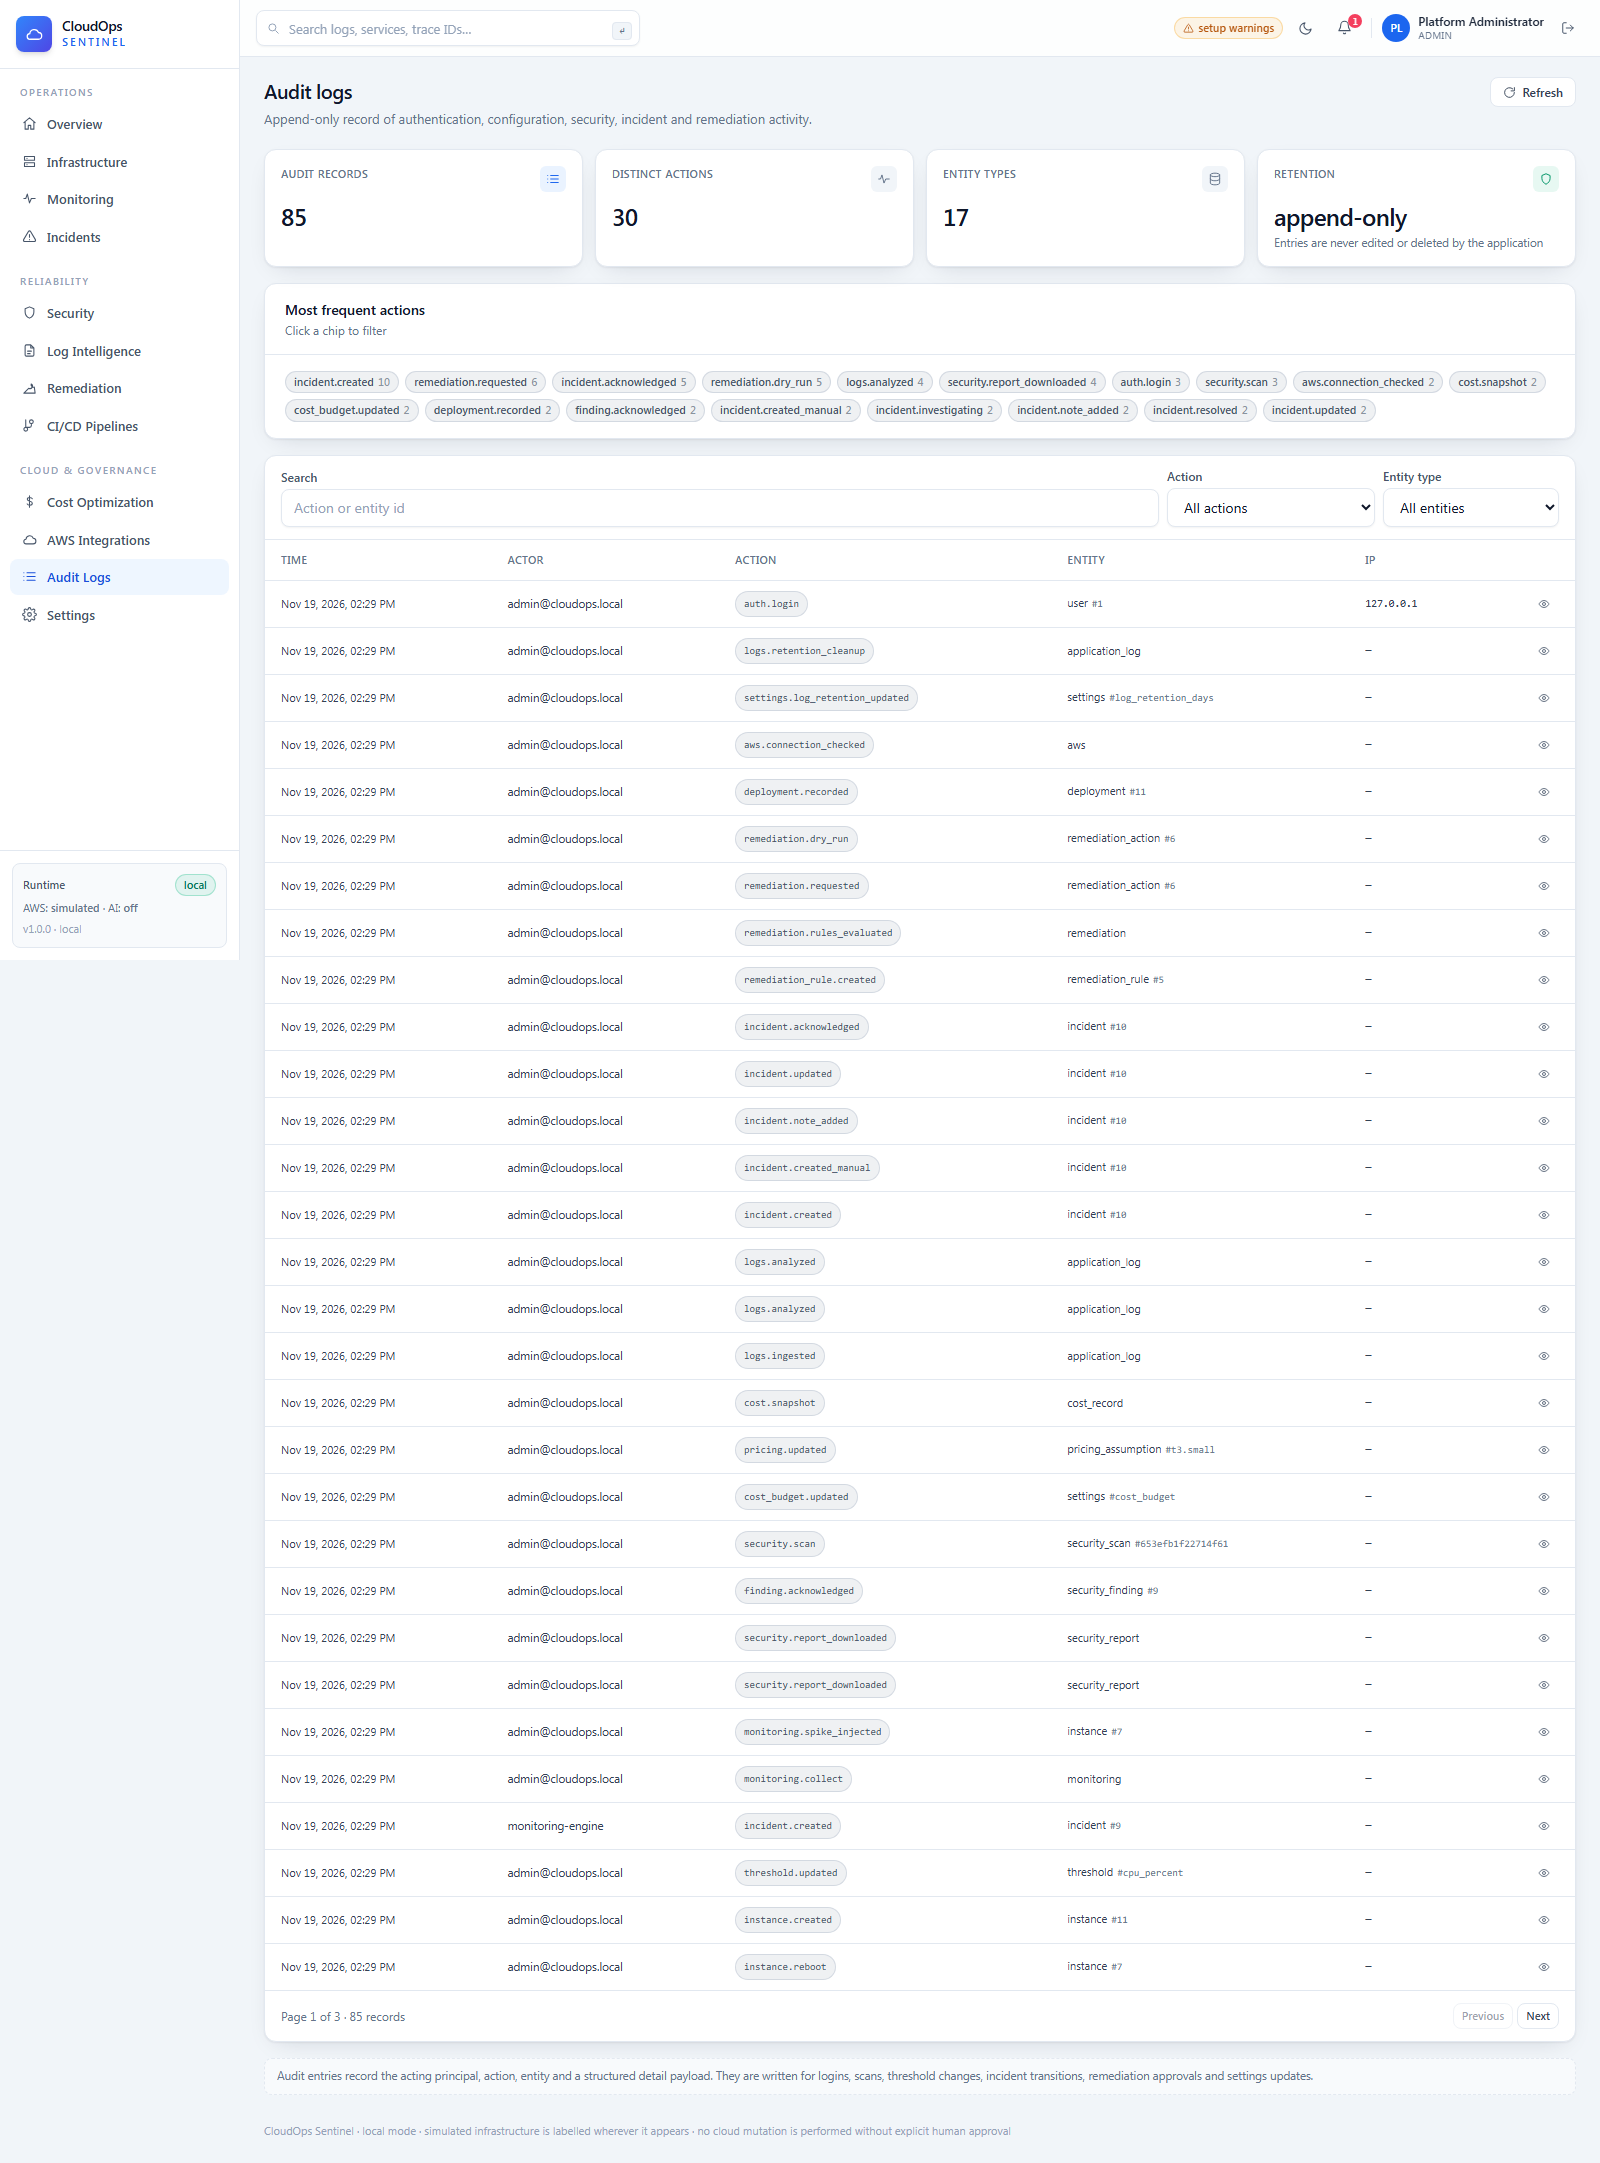 CloudOps
SENTINEL
Search logs, services, trace IDs...
setup warnings
1
PL
Platform Administrator
ADMIN
OPERATIONS
Overview
Infrastructure
Monitoring
Incidents
RELIABILITY
Security
Log Intelligence
Remediation
CI/CD Pipelines
CLOUD & GOVERNANCE
Cost Optimization
AWS Integrations
Audit Logs
Settings
Runtime local
AWS: simulated · AI: off
v1.0.0 · local
Audit logs
Refresh
Append-only record of authentication, configuration, security, incident and remediation activity.
AUDIT RECORDS
85
DISTINCT ACTIONS
30
ENTITY TYPES
17
RETENTION
append-only
Entries are never edited or deleted by the application
Most frequent actions
Click a chip to filter
incident.created 10 remediation.requested 6 incident.acknowledged 5 remediation.dry_run 5 logs.analyzed 4 security.report_downloaded 4 auth.login 3 security.scan 3 aws.connection_checked 2 cost.snapshot 2
cost_budget.updated 2 deployment.recorded 2 finding.acknowledged 2 incident.created_manual 2 incident.investigating 2 incident.note_added 2 incident.resolved 2 incident.updated 2
Search Action Entity type
Action or entity id All actions All entities
TIME ACTOR ACTION ENTITY IP
Nov 19, 2026, 02:29 PM admin@cloudops.local auth.login user #1 127.0.0.1
Nov 19, 2026, 02:29 PM admin@cloudops.local logs.retention_cleanup application_log –
Nov 19, 2026, 02:29 PM admin@cloudops.local settings.log_retention_updated settings #log_retention_days –
Nov 19, 2026, 02:29 PM admin@cloudops.local aws.connection_checked aws –
Nov 19, 2026, 02:29 PM admin@cloudops.local deployment.recorded deployment #11 –
Nov 19, 2026, 02:29 PM admin@cloudops.local remediation.dry_run remediation_action #6 –
Nov 19, 2026, 02:29 PM admin@cloudops.local remediation.requested remediation_action #6 –
Nov 19, 2026, 02:29 PM admin@cloudops.local remediation.rules_evaluated remediation –
Nov 19, 2026, 02:29 PM admin@cloudops.local remediation_rule.created remediation_rule #5 –
Nov 19, 2026, 02:29 PM admin@cloudops.local incident.acknowledged incident #10 –
Nov 19, 2026, 02:29 PM admin@cloudops.local incident.updated incident #10 –
Nov 19, 2026, 02:29 PM admin@cloudops.local incident.note_added incident #10 –
Nov 19, 2026, 02:29 PM admin@cloudops.local incident.created_manual incident #10 –
Nov 19, 2026, 02:29 PM admin@cloudops.local incident.created incident #10 –
Nov 19, 2026, 02:29 PM admin@cloudops.local logs.analyzed application_log –
Nov 19, 2026, 02:29 PM admin@cloudops.local logs.analyzed application_log –
Nov 19, 2026, 02:29 PM admin@cloudops.local logs.ingested application_log –
Nov 19, 2026, 02:29 PM admin@cloudops.local cost.snapshot cost_record –
Nov 19, 2026, 02:29 PM admin@cloudops.local pricing.updated pricing_assumption #t3.small –
Nov 19, 2026, 02:29 PM admin@cloudops.local cost_budget.updated settings #cost_budget –
Nov 19, 2026, 02:29 PM admin@cloudops.local security.scan security_scan #653efb1f22714f61 –
Nov 19, 2026, 02:29 PM admin@cloudops.local finding.acknowledged security_finding #9 –
Nov 19, 2026, 02:29 PM admin@cloudops.local security.report_downloaded security_report –
Nov 19, 2026, 02:29 PM admin@cloudops.local security.report_downloaded security_report –
Nov 19, 2026, 02:29 PM admin@cloudops.local monitoring.spike_injected instance #7 –
Nov 19, 2026, 02:29 PM admin@cloudops.local monitoring.collect monitoring –
Nov 19, 2026, 02:29 PM monitoring-engine incident.created incident #9 –
Nov 19, 2026, 02:29 PM admin@cloudops.local threshold.updated threshold #cpu_percent –
Nov 19, 2026, 02:29 PM admin@cloudops.local instance.created instance #11 –
Nov 19, 2026, 02:29 PM admin@cloudops.local instance.reboot instance #7 –
Page 1 of 3 · 85 records Previous Next
Audit entries record the acting principal, action, entity and a structured detail payload. They are written for logins, scans, threshold changes, incident transitions, remediation approvals and settings updates.
CloudOps Sentinel · local mode · simulated infrastructure is labelled wherever it appears · no cloud mutation is performed without explicit human approval